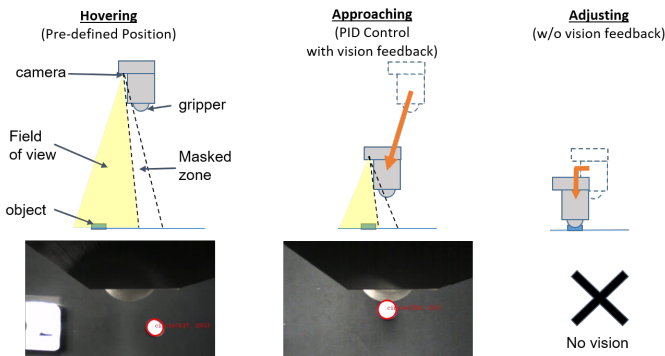 Hovering
(Pre-defined Position)
Approaching
(PID Control
with vision feedback)
Adjusting
(w/o vision feedback)
camera
gripper
Field
of view
Masked
zone
object
No vision